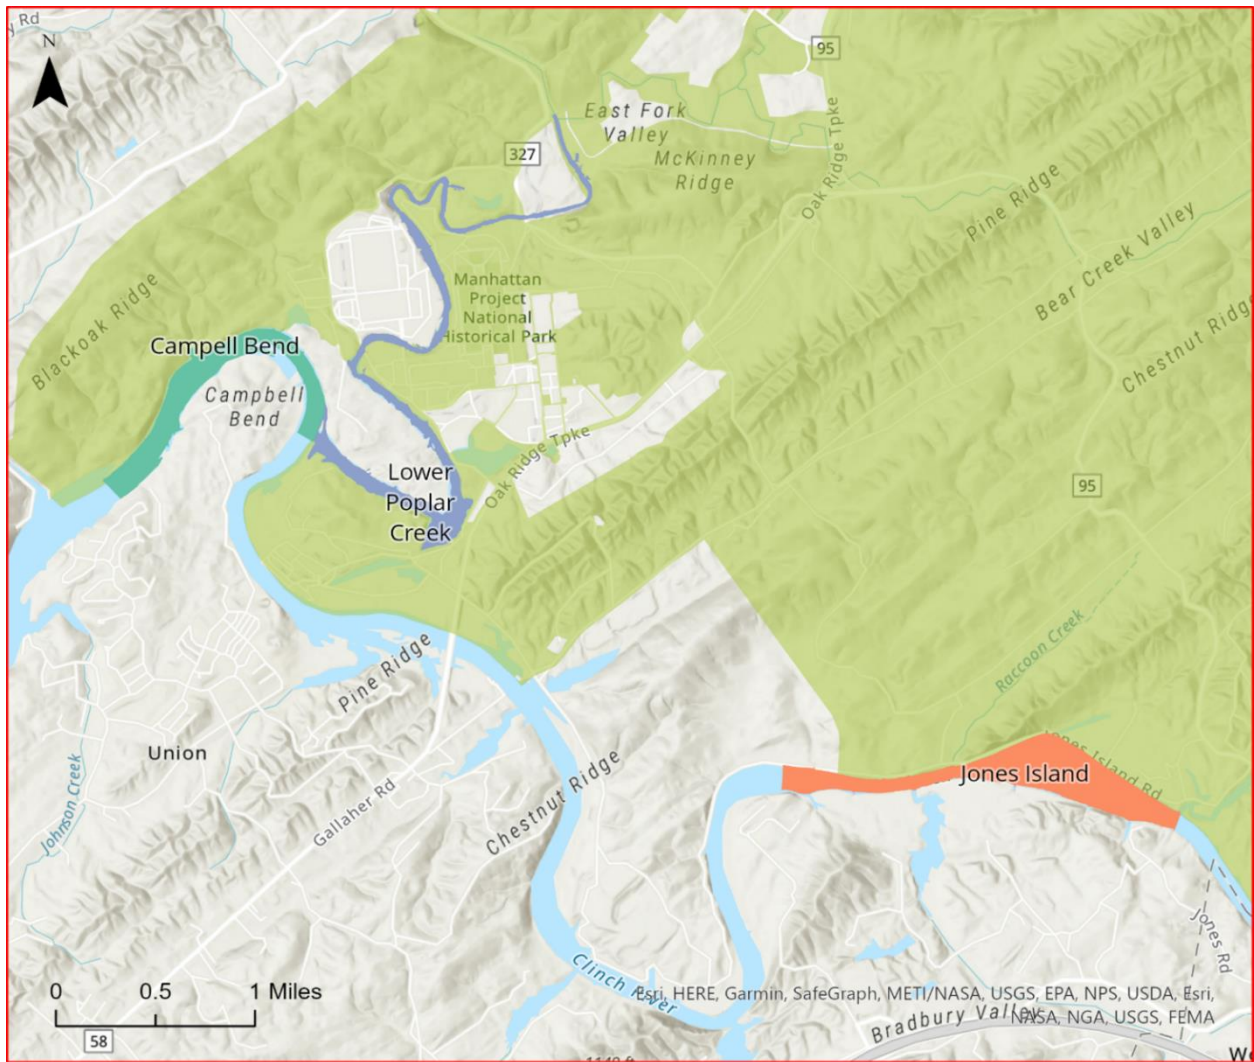 y Rd
N
95
East Fork
Valley
327
McKinney
Ridge
Oak Ridge Tpke
Pine Ridge
Bear Creek Valley
Chestnut Ridge
Blackoak Ridge
Manhattan
Project
National
Historical Park
Campell Bend
Campbell
Bend
Oak Ridge Tpke
Lower
Poplar
Creek
95
Raccoon Creek
Pine Ridge
Union
Jones Island Rd
Jones Island
Johnson Creek
Gallaher Rd
Chestnut Ridge
Jones Rd
Clinch River
0 0.5 1 Miles
58
Esri, HERE, Garmin, SafeGraph, METI/NASA, USGS, EPA, NPS, USDA, Esri,
NASA, NGA, USGS, FEMA
Bradbury Valley
1140 ft